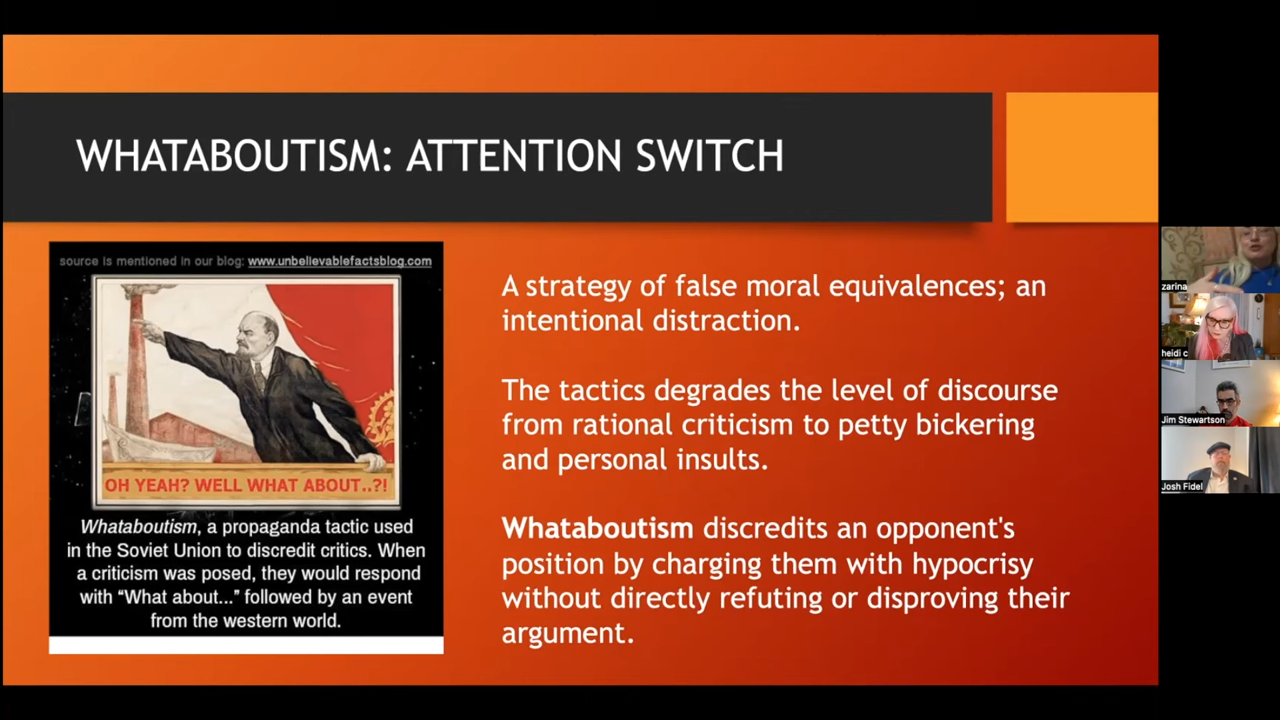 WHATABOUTISM: ATTENTION SWITCH
source is mentioned in our blog: www.unbelievablefactsblog.com
OH YEAH? WELL WHAT ABOUT..?!
Whataboutism, a propaganda tactic used
in the Soviet Union to discredit critics. When
a criticism was posed, they would respond
with “What about...” followed by an event
from the western world.
A strategy of false moral equivalences; an
intentional distraction.
The tactics degrades the level of discourse
from rational criticism to petty bickering
and personal insults.
Whataboutism discredits an opponent's
position by charging them with hypocrisy
without directly refuting or disproving their
argument.
zarina
heidi c
Jim Stewartson
Josh Fidel